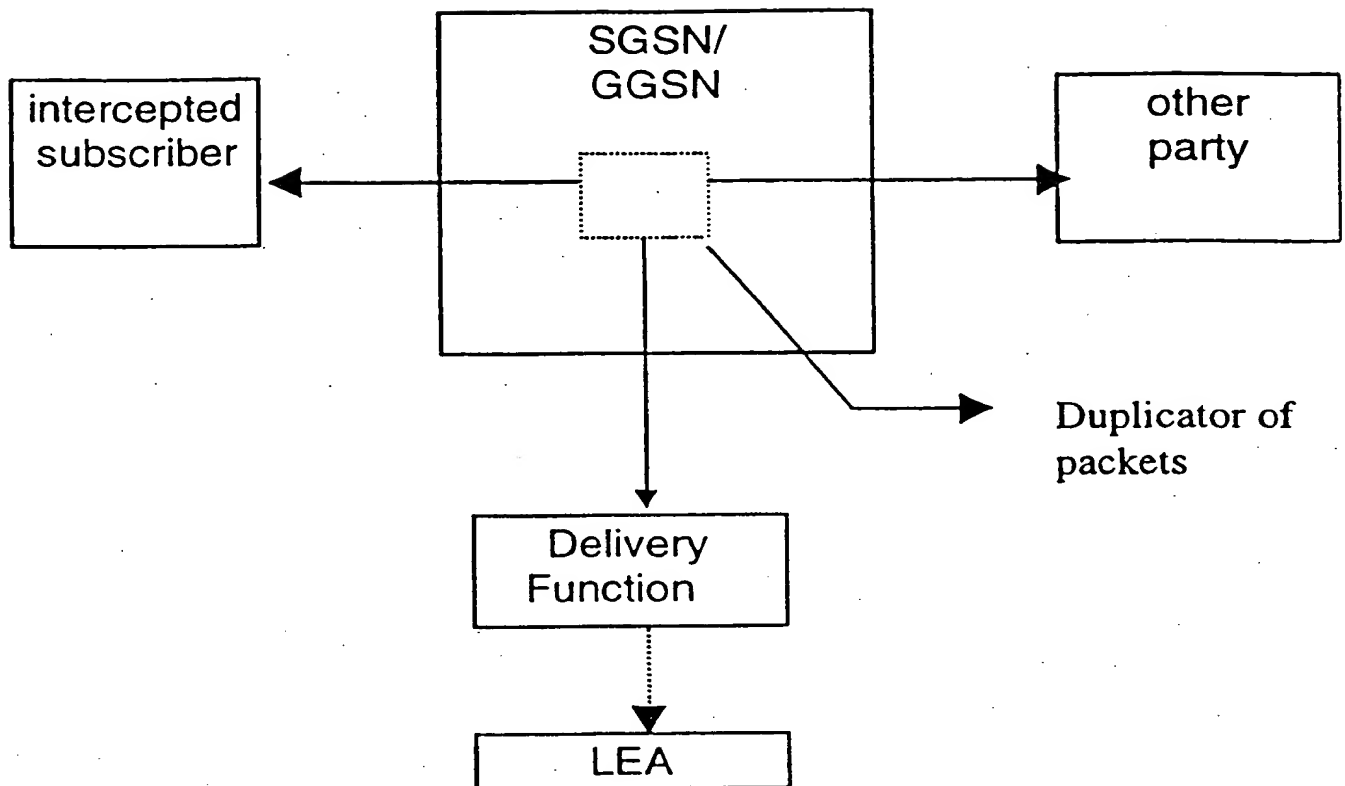 SGSN/
GGSN
intercepted
subscriber
other
party
Duplicator of
packets
Delivery
Function
LEA